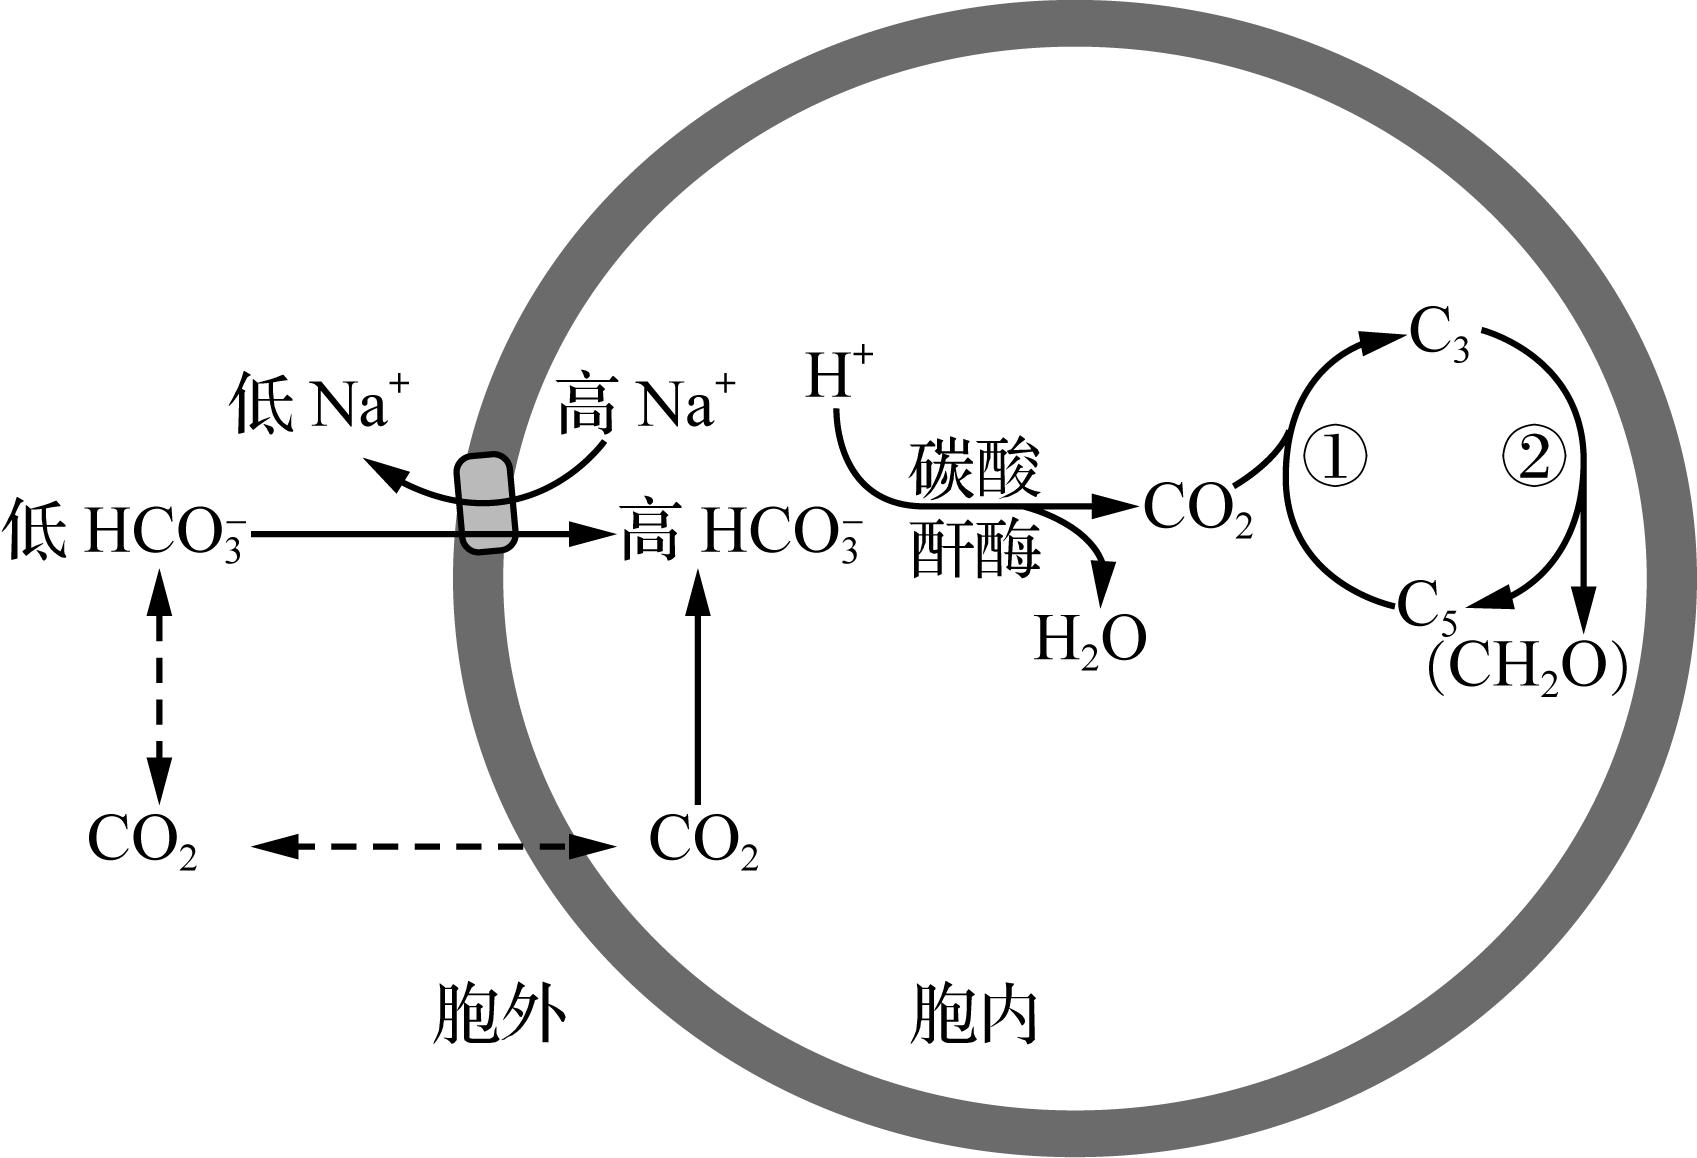 低 Na⁺
高 Na⁺
H⁺
碳酸
酐酶
低 HCO₃⁻
高 HCO₃⁻
CO₂
H₂O
C₃
①
②
C₅
(CH₂O)
CO₂
CO₂
胞外
胞内